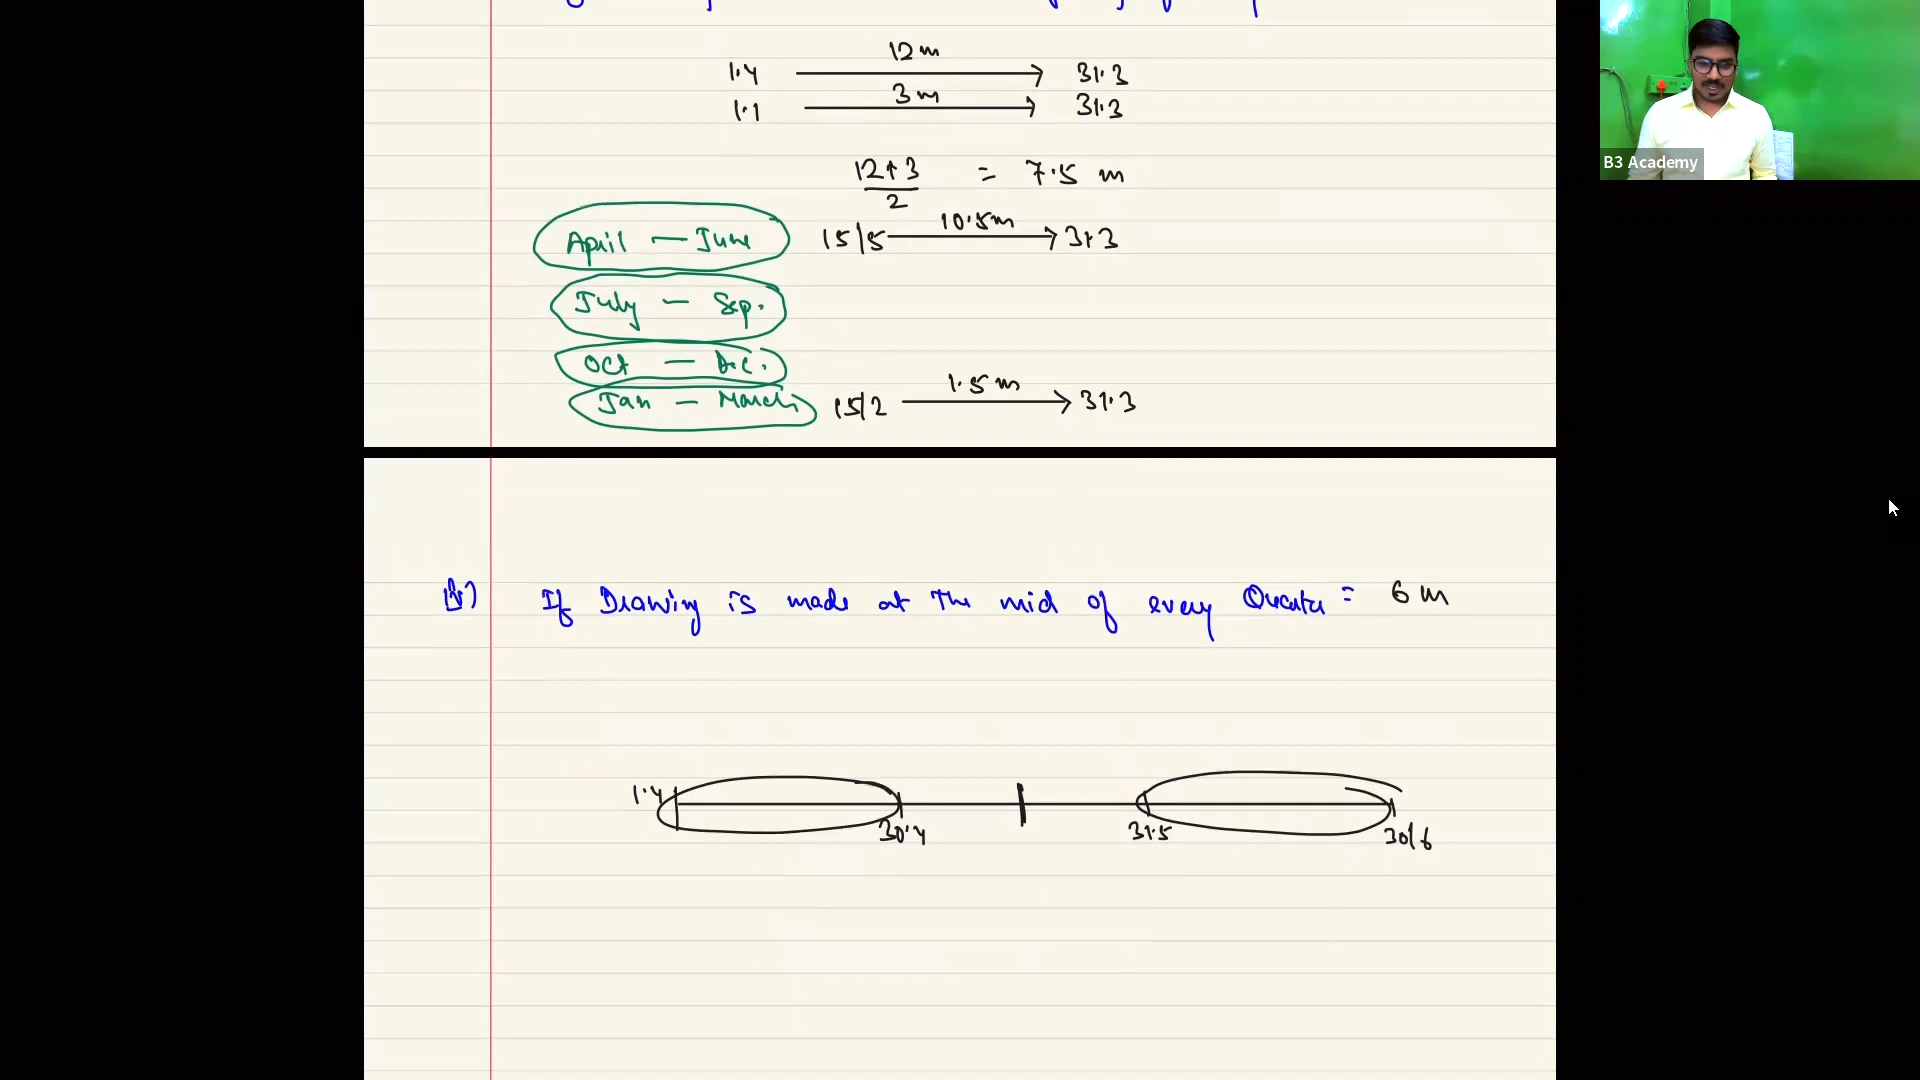 12 m
1.4 → 31.3
3 m
1.1 → 31.3
12+3
2
= 7.5 m
April — June 15/5 10.5m → 31.3
July — Sep.
Oct — Dec.
Jan — March 15/2 1.5 m → 31.3
B3 Academy
If Drawing is made at the mid of every Quarter = 6 m
1.4
30.4
31.5
30/6